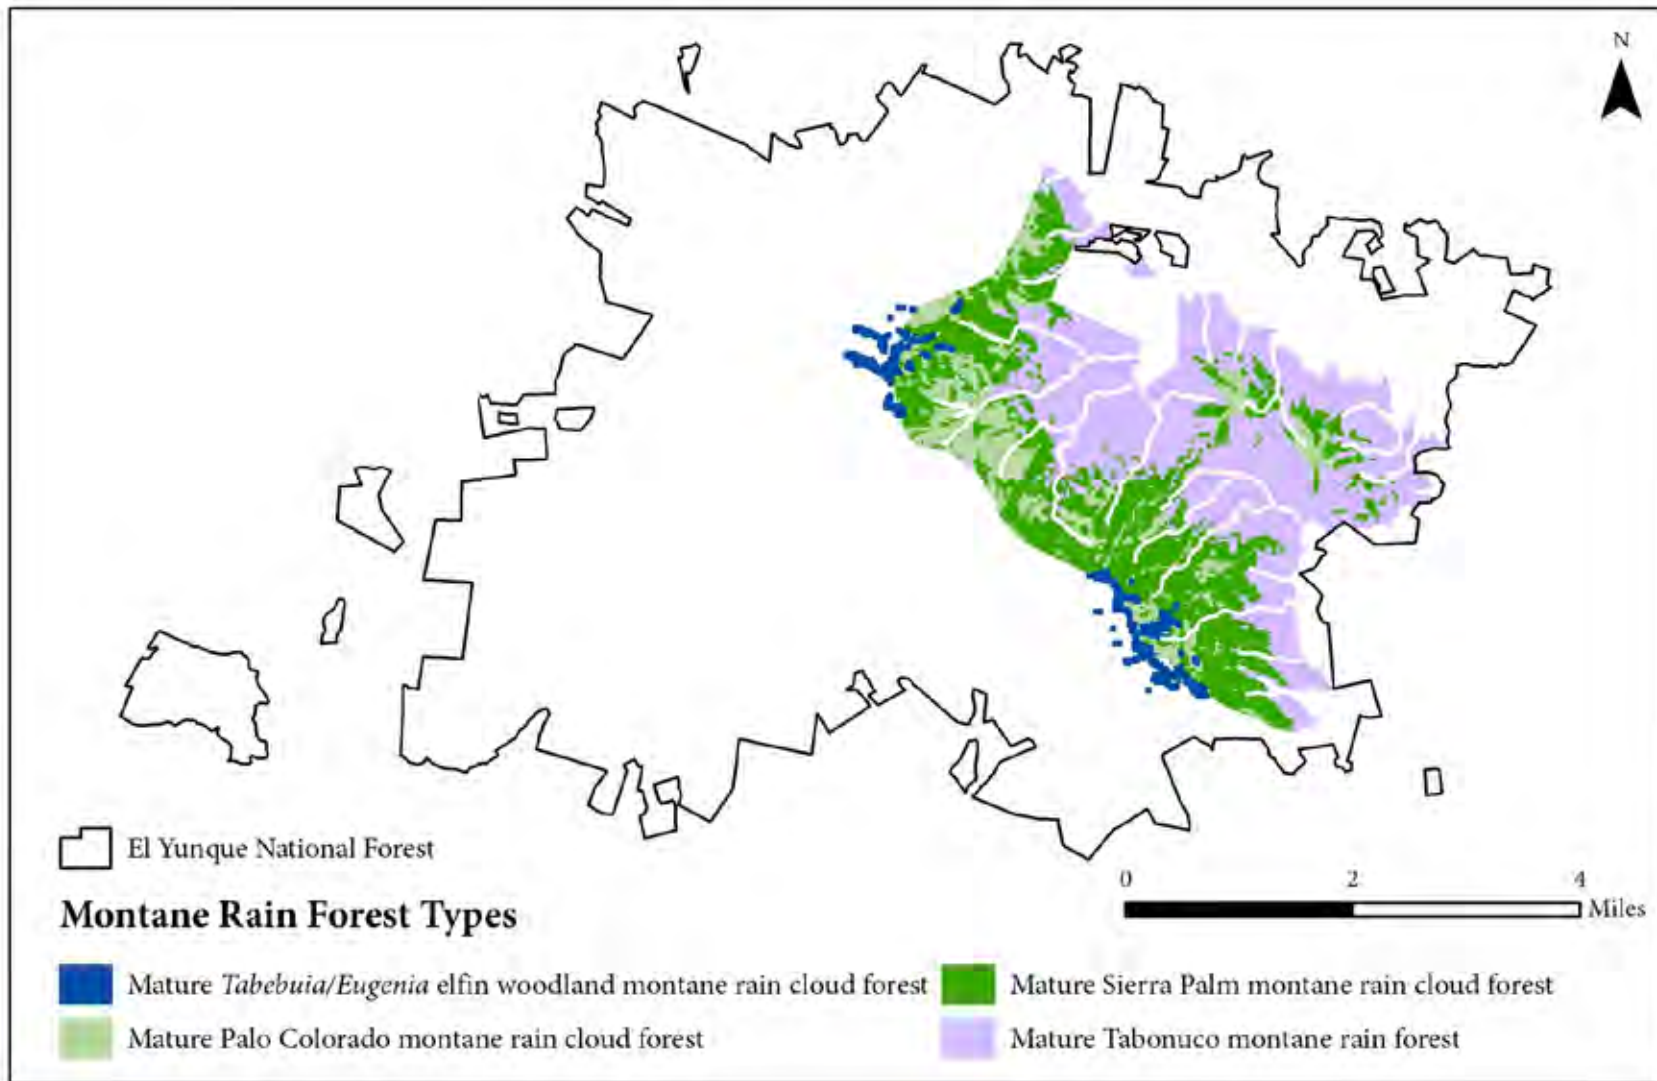 N
El Yunque National Forest
0 2 4
Miles
Montane Rain Forest Types
Mature Tabebuia/Eugenia elfin woodland montane rain cloud forest
Mature Sierra Palm montane rain cloud forest
Mature Palo Colorado montane rain cloud forest
Mature Tabonuco montane rain forest